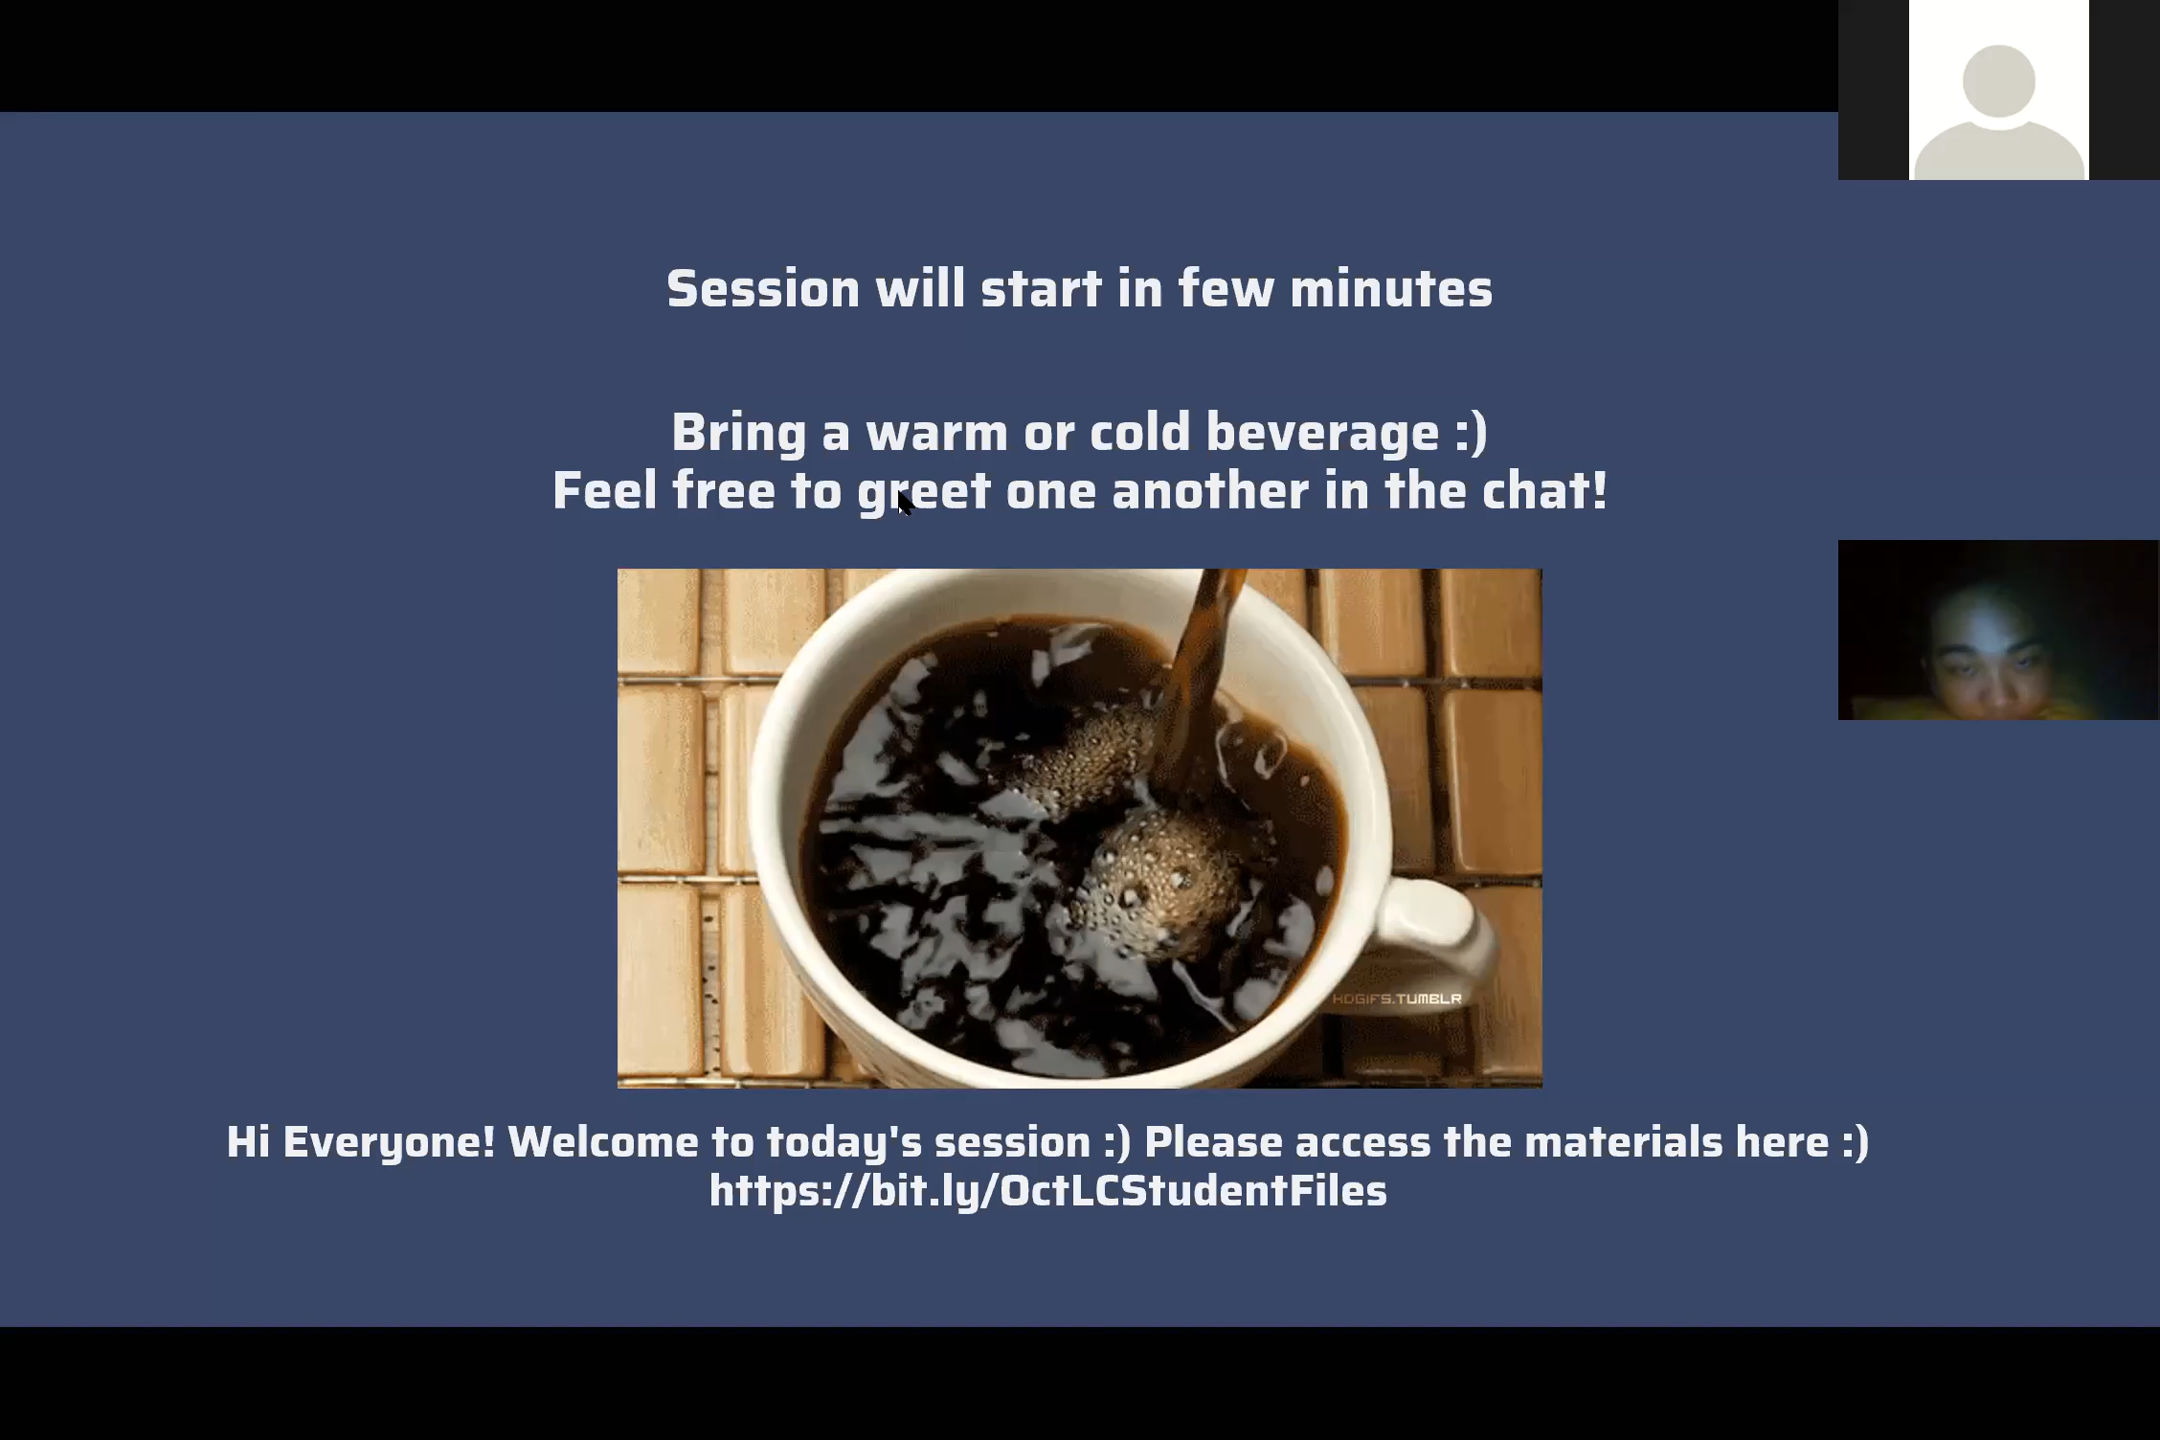 Session will start in few minutes
Bring a warm or cold beverage :)
Feel free to greet one another in the chat!
HDGIFS.TUMBLR
Hi Everyone! Welcome to today's session :) Please access the materials here :)
https://bit.ly/OctLCStudentFiles